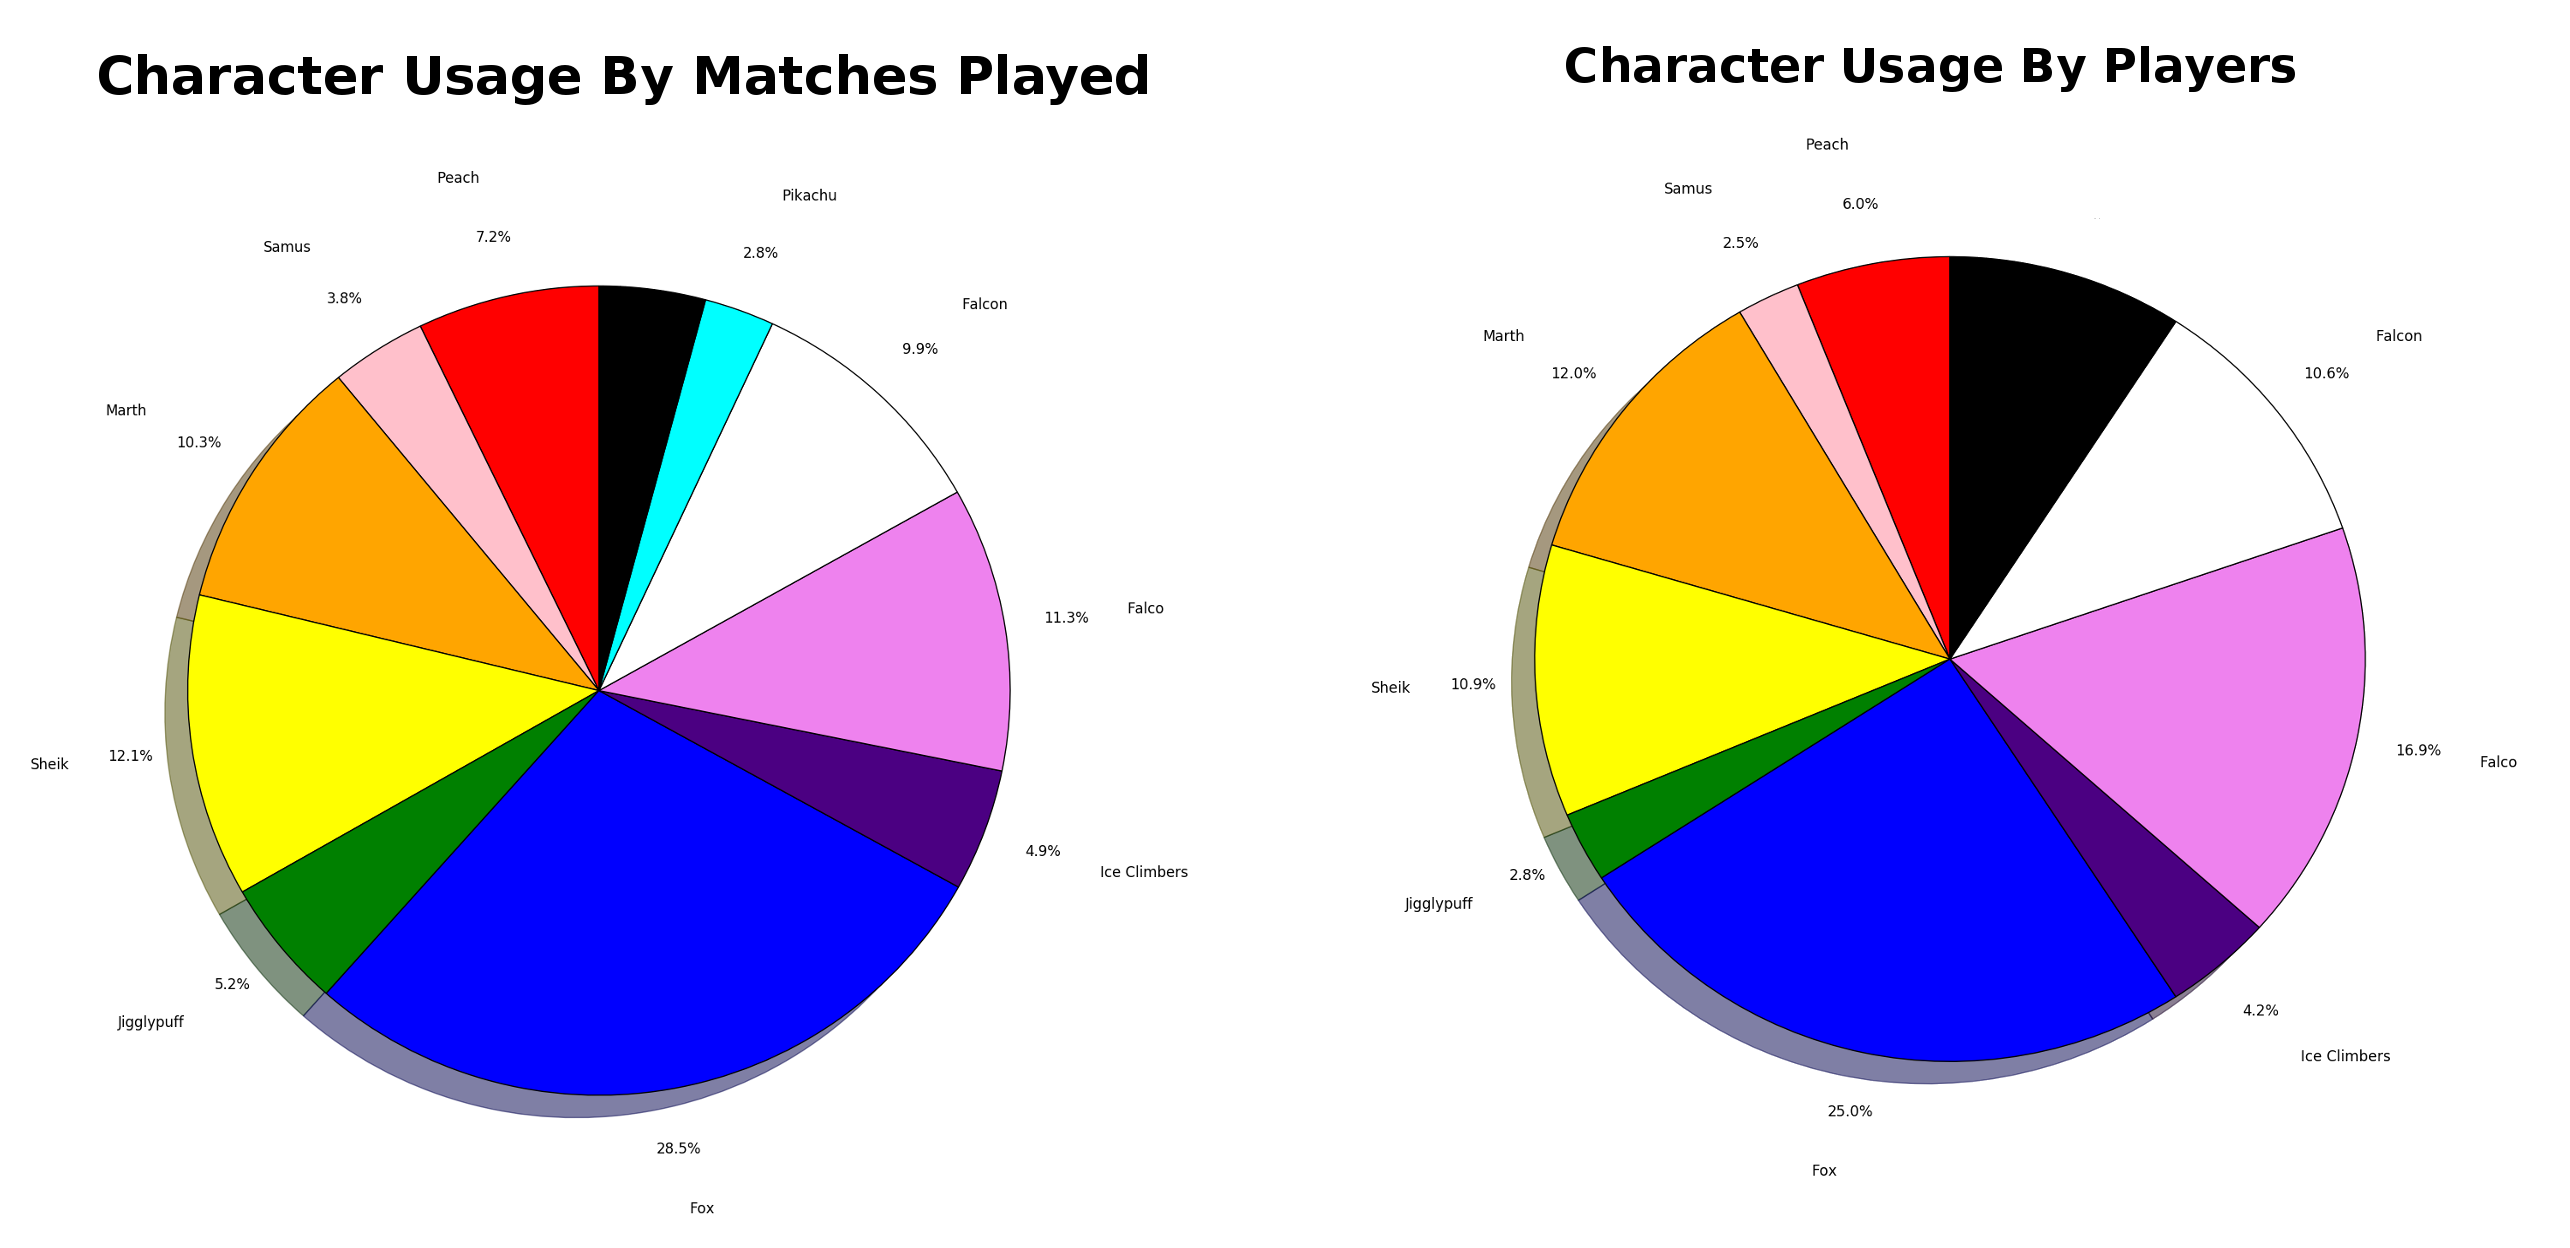 Character Usage By Matches Played
Peach
7.2%
Pikachu
2.8%
Samus
3.8%
Falcon
9.9%
Marth
10.3%
Falco
11.3%
Sheik
12.1%
Ice Climbers
4.9%
Jigglypuff
5.2%
28.5%
Fox
Character Usage By Players
Peach
6.0%
Samus
2.5%
Falcon
10.6%
Marth
12.0%
Sheik
10.9%
Falco
16.9%
Jigglypuff
2.8%
Ice Climbers
4.2%
25.0%
Fox